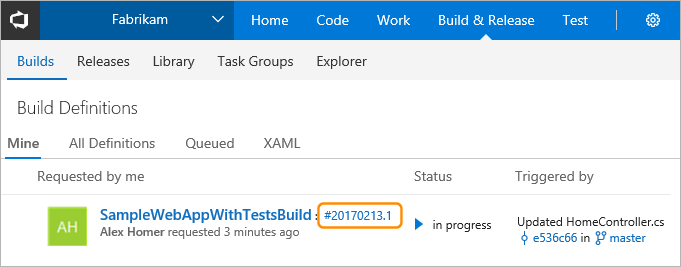 Fabrikam Home Code Work Build & Release Test
Builds Releases Library Task Groups Explorer
Build Definitions
Mine All Definitions Queued XAML
Requested by me Status Triggered by
AH SampleWebAppWithTestsBuild : #20170213.1 in progress Updated HomeController.cs
Alex Homer requested 3 minutes ago e536c66 in master